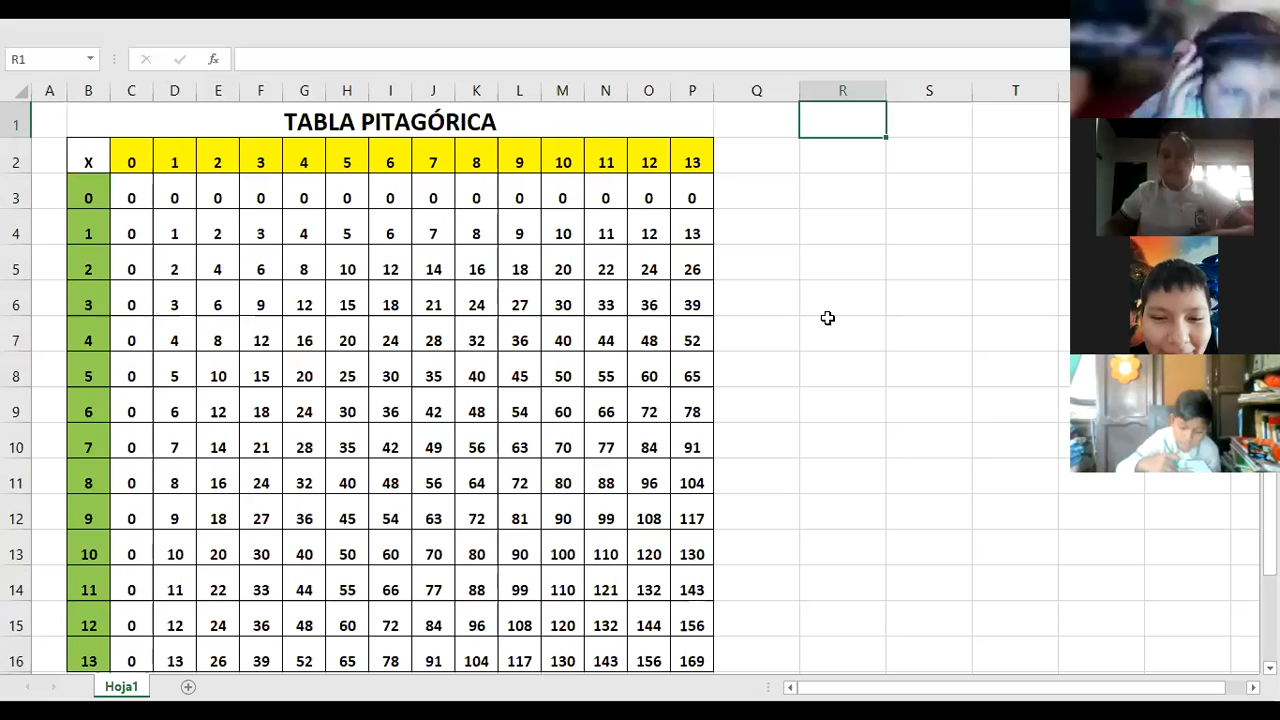 R1
fx
A B C D E F G H I J K L M N O P Q R S T
1 TABLA PITAGÓRICA
2 X 0 1 2 3 4 5 6 7 8 9 10 11 12 13
3 0 0 0 0 0 0 0 0 0 0 0 0 0 0 0
4 1 0 1 2 3 4 5 6 7 8 9 10 11 12 13
5 2 0 2 4 6 8 10 12 14 16 18 20 22 24 26
6 3 0 3 6 9 12 15 18 21 24 27 30 33 36 39
7 4 0 4 8 12 16 20 24 28 32 36 40 44 48 52
8 5 0 5 10 15 20 25 30 35 40 45 50 55 60 65
9 6 0 6 12 18 24 30 36 42 48 54 60 66 72 78
10 7 0 7 14 21 28 35 42 49 56 63 70 77 84 91
11 8 0 8 16 24 32 40 48 56 64 72 80 88 96 104
12 9 0 9 18 27 36 45 54 63 72 81 90 99 108 117
13 10 0 10 20 30 40 50 60 70 80 90 100 110 120 130
14 11 0 11 22 33 44 55 66 77 88 99 110 121 132 143
15 12 0 12 24 36 48 60 72 84 96 108 120 132 144 156
16 13 0 13 26 39 52 65 78 91 104 117 130 143 156 169
Hoja1